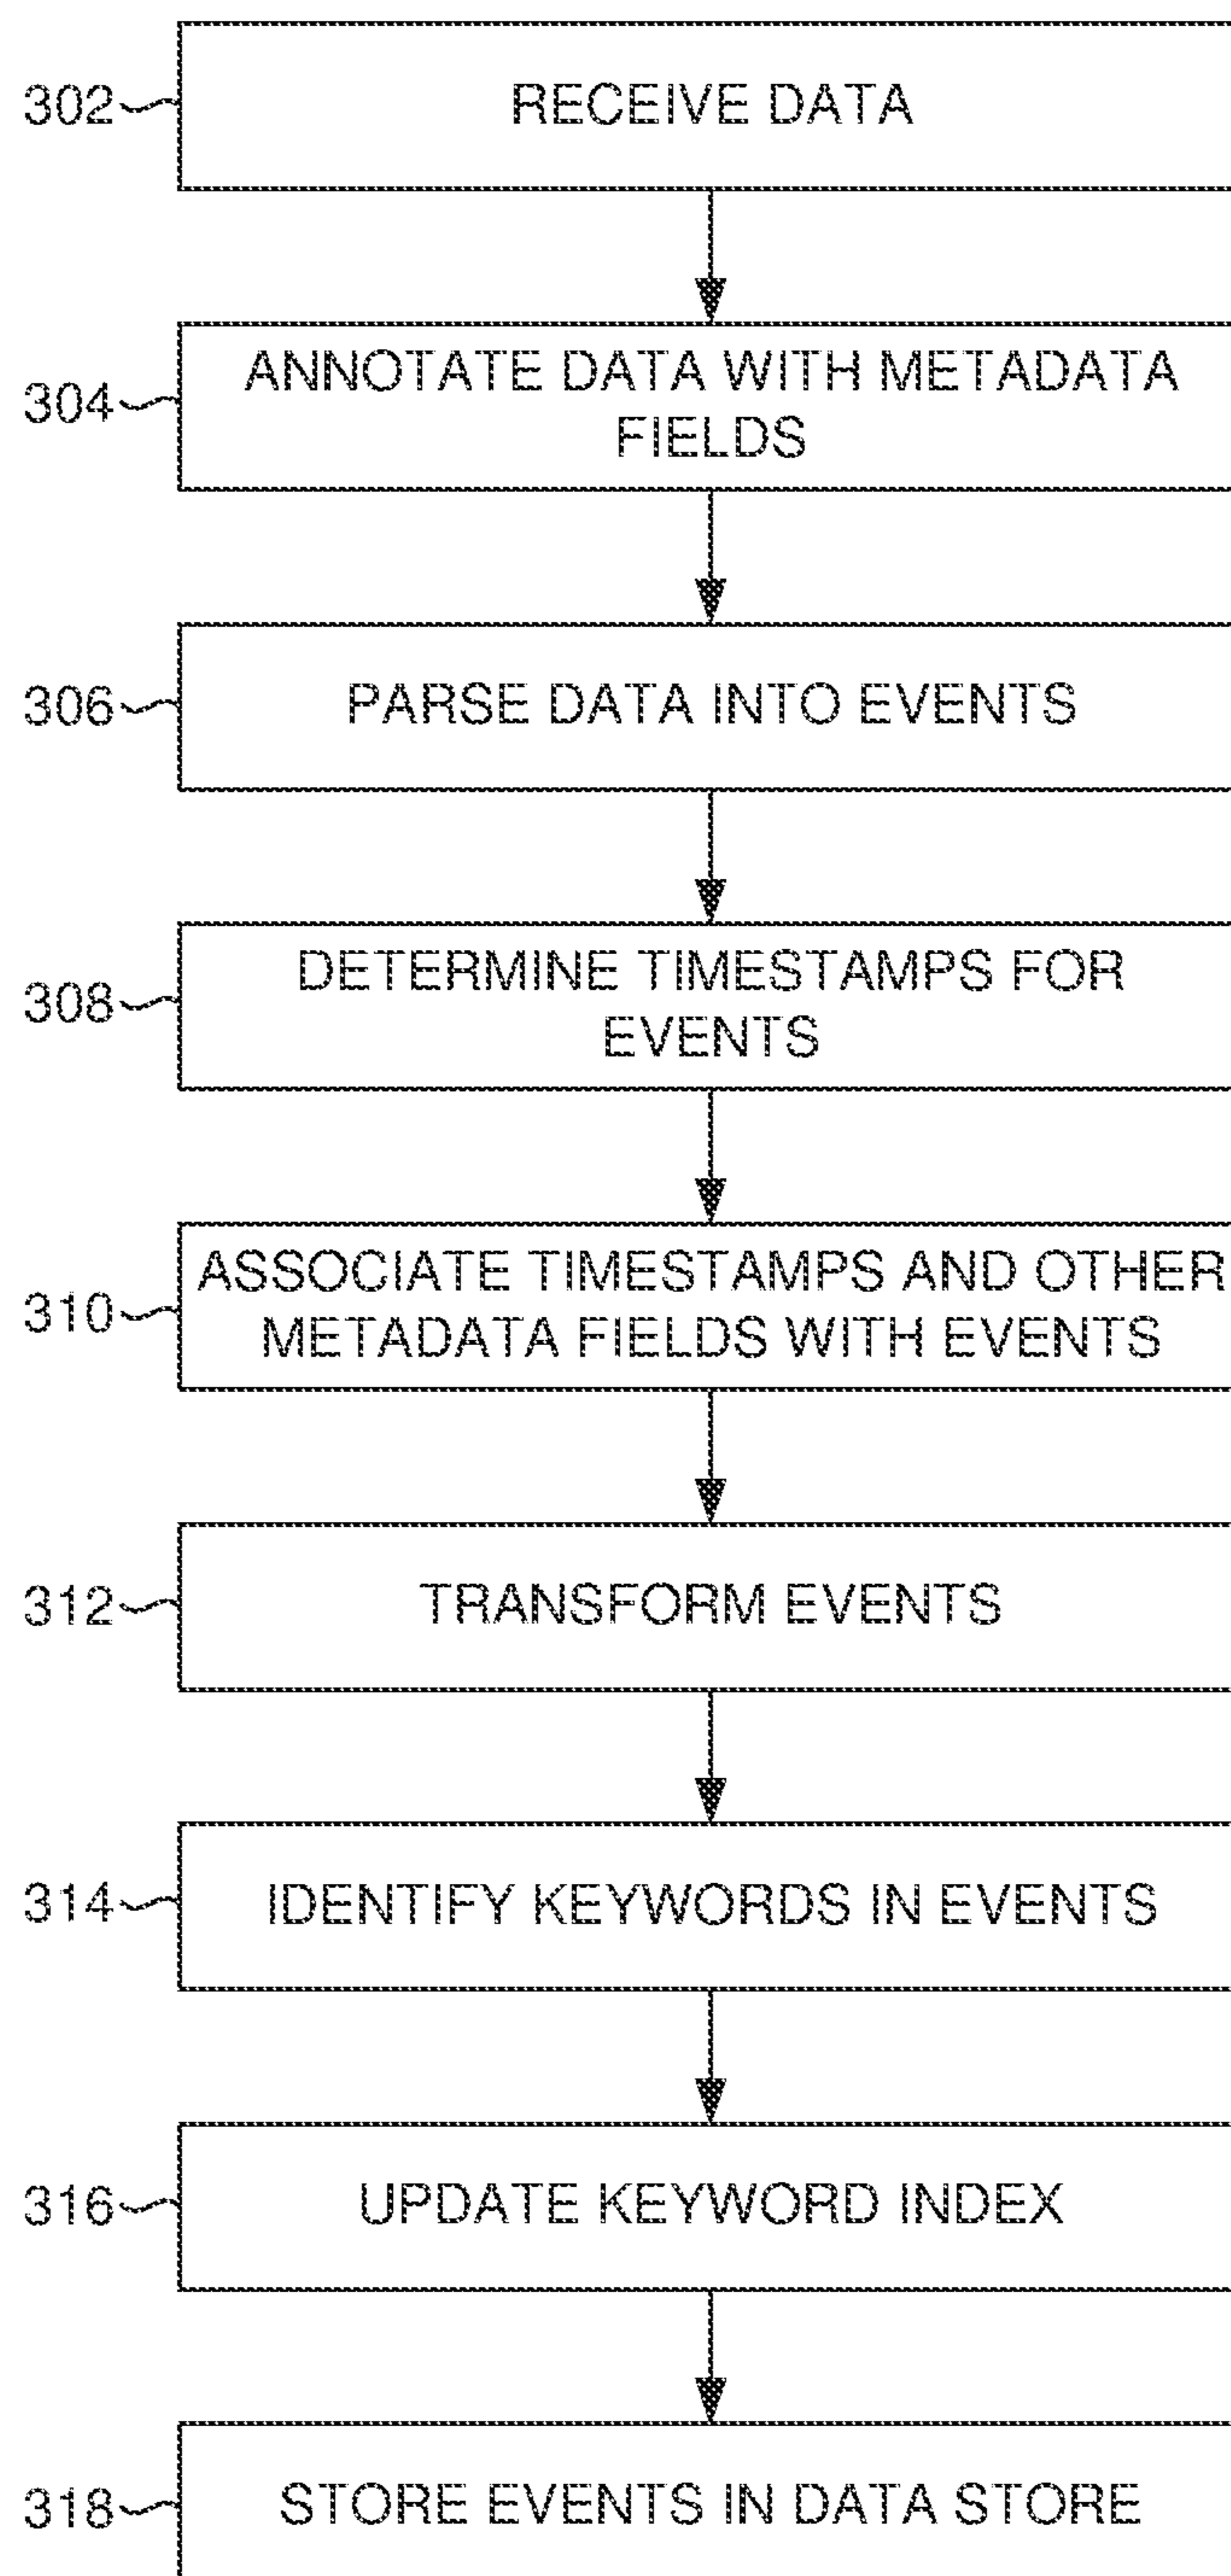 302
RECEIVE DATA
304
ANNOTATE DATA WITH METADATA
FIELDS
306
PARSE DATA INTO EVENTS
308
DETERMINE TIMESTAMPS FOR
EVENTS
310
ASSOCIATE TIMESTAMPS AND OTHER
METADATA FIELDS WITH EVENTS
312
TRANSFORM EVENTS
314
IDENTIFY KEYWORDS IN EVENTS
316
UPDATE KEYWORD INDEX
318
STORE EVENTS IN DATA STORE